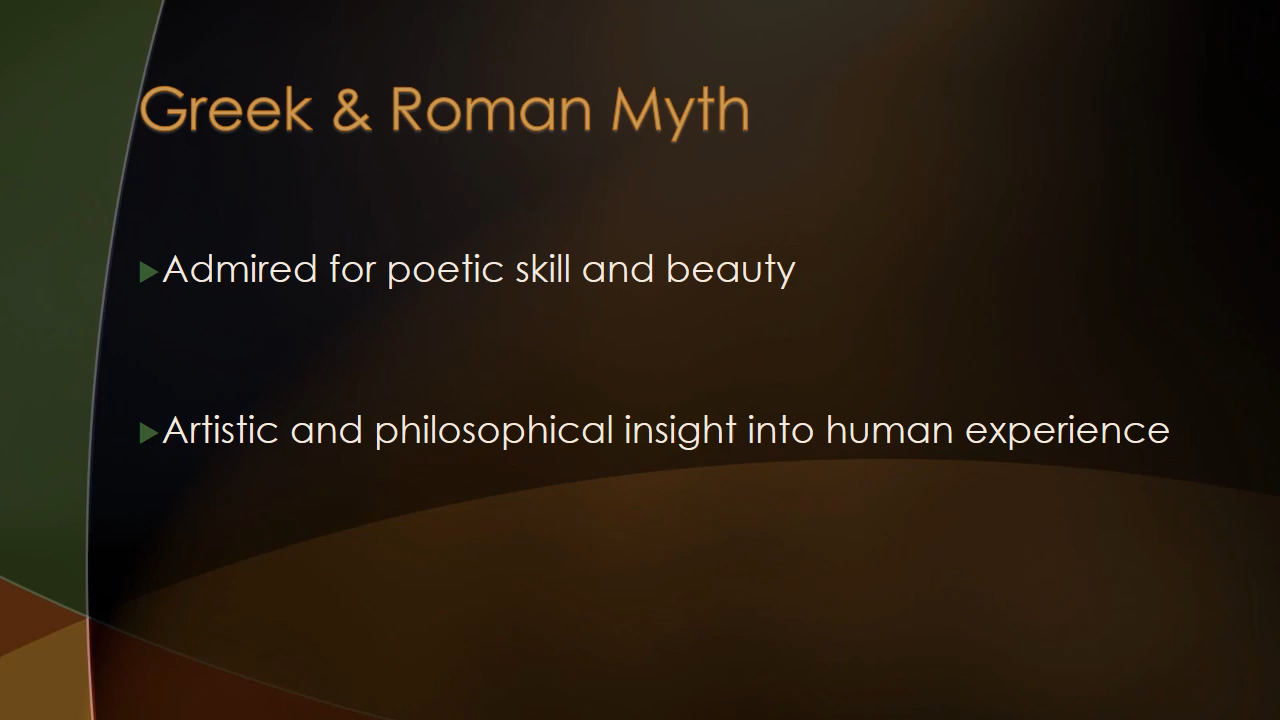 Greek & Roman Myth
Admired for poetic skill and beauty
Artistic and philosophical insight into human experience